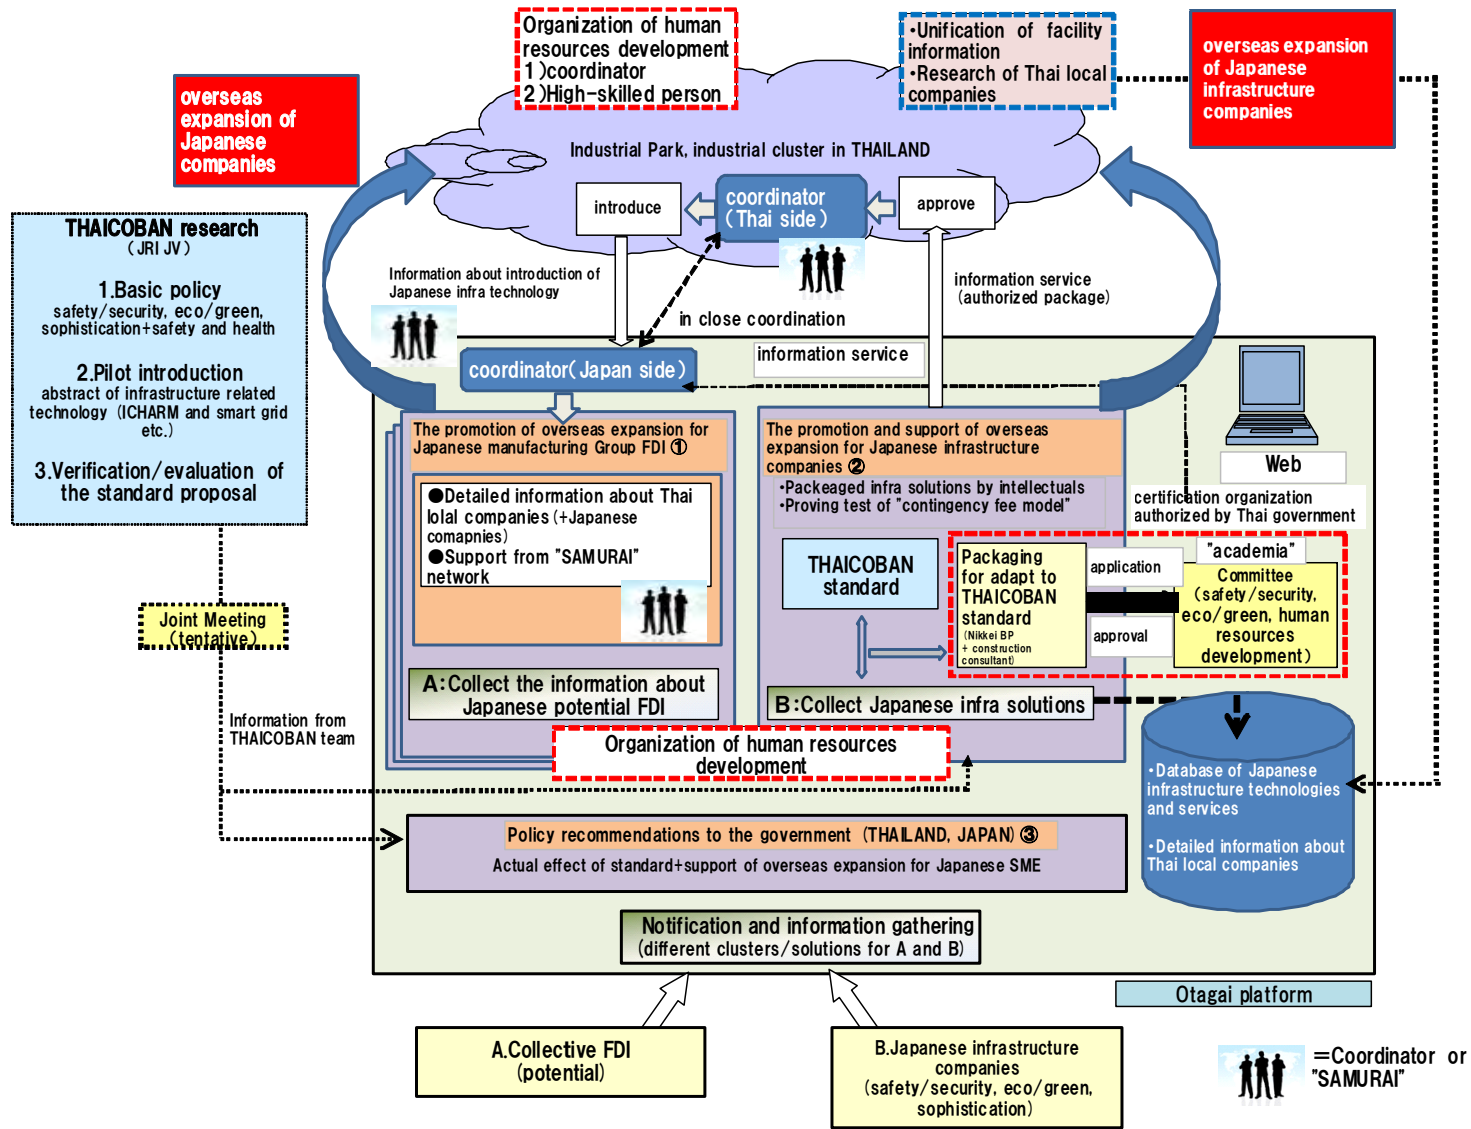 Organization of human
resources development
1)coordinator
2)High-skilled person
・Unification of facility
information
・Research of Thai local
companies
overseas expansion
of Japanese
infrastructure
companies
overseas
expansion of
Japanese
companies
Industrial Park, industrial cluster in THAILAND
introduce
coordinator
(Thai side)
approve
THAICOBAN research
(JRI JV)
1.Basic policy
safety/security, eco/green,
sophistication+safety and health
2.Pilot introduction
abstract of infrastructure related
technology (ICHARM and smart grid
etc.)
3.Verification/evaluation of
the standard proposal
Information about introduction of
Japanese infra technology
information service
(authorized package)
in close coordination
information service
coordinator(Japan side)
The promotion of overseas expansion for
Japanese manufacturing Group FDI ①
●Detailed information about Thai
lolal companies (+Japanese
comapnies)
●Support from "SAMURAI"
network
A:Collect the information about
Japanese potential FDI
The promotion and support of overseas
expansion for Japanese infrastructure
companies ②
・Packeaged infra solutions by intellectuals
・Proving test of "contingency fee model"
THAICOBAN
standard
Packaging
for adapt to
THAICOBAN
standard
(Nikkei BP
+ construction
consultant)
application
approval
"academia"
Committee
(safety/security,
eco/green, human
resources
development)
Web
certification organization
authorized by Thai government
B:Collect Japanese infra solutions
Joint Meeting
(tentative)
Information from
THAICOBAN team
Organization of human resources
development
・Database of Japanese
infrastructure technologies
and services
・Detailed information about
Thai local companies
Policy recommendations to the government (THAILAND, JAPAN) ③
Actual effect of standard+support of overseas expansion for Japanese SME
Notification and information gathering
(different clusters/solutions for A and B)
Otagai platform
A.Collective FDI
(potential)
B.Japanese infrastructure
companies
(safety/security, eco/green,
sophistication)
=Coordinator or
"SAMURAI"